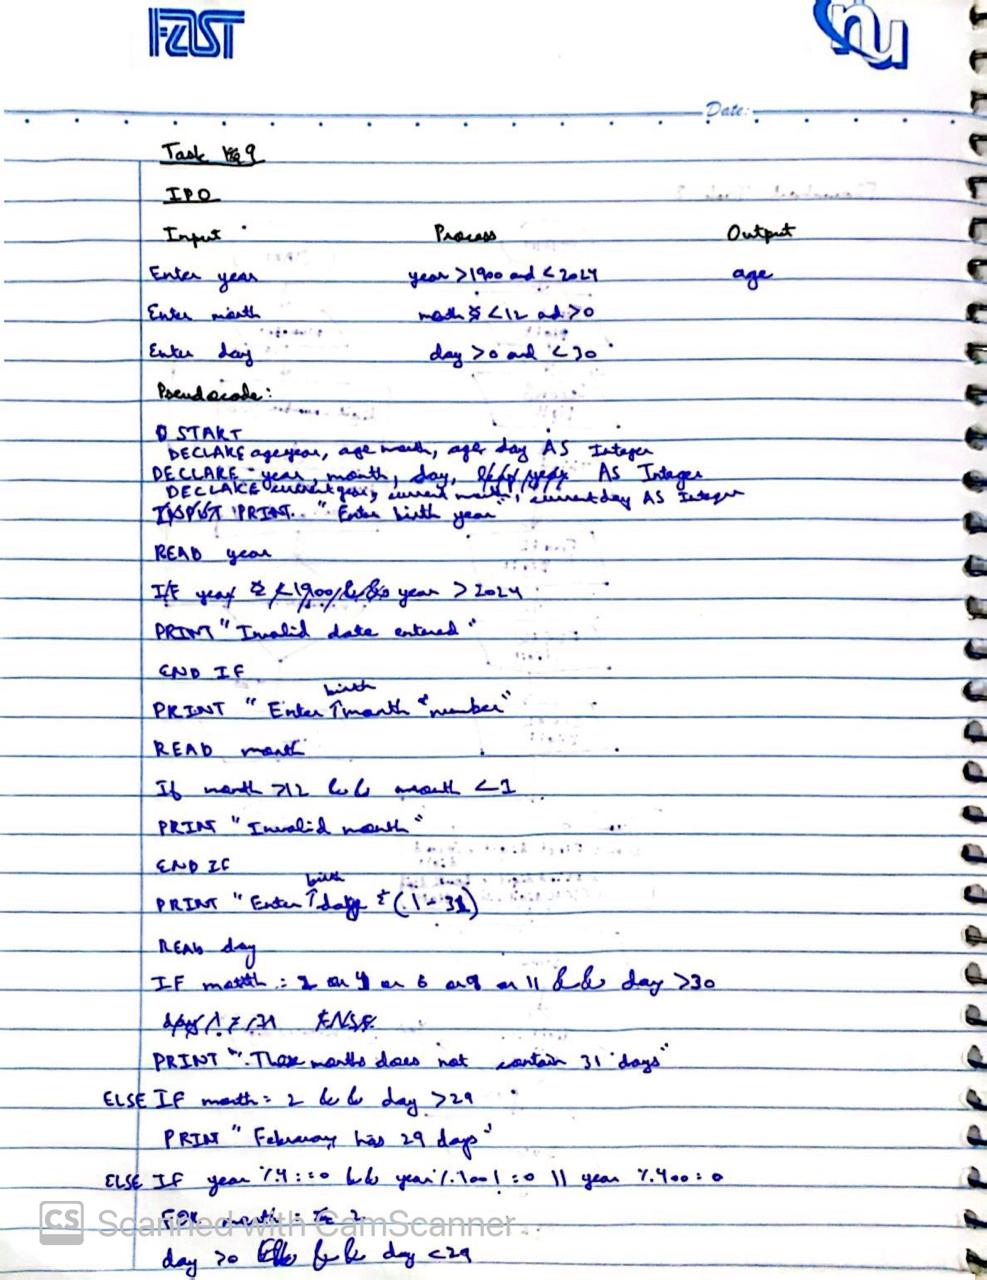 FAST
nu
Date:
Task 9
IPO
Input Process Output
Enter year year >1900 and <2024 age
Enter month month <12 ad >0
Enter day day >0 and <30
Pseudocode:
START
DECLARE age year, age month, age day AS Integer
DECLARE year, month, day, AS Integer
DECLARE current year, current month, current day AS Integer
PRINT "Enter birth year"
READ year
IF year <1900 && year > 2024
PRINT "Invalid date entered"
END IF
PRINT "Enter birth month number"
READ month
If month >12 && month <1
PRINT "Invalid month"
END IF
PRINT "Enter birth date (1-31)
READ day
IF month = 2 or 4 or 6 or 9 or 11 && day >30
PRINT "These months does not contain 31 days"
ELSE IF month = 2 && day >29
PRINT "February has 29 days"
ELSE IF year %4 ==0 && year %100 !=0 || year %400=0
FOR month = 2
day >0 && day <29
CS Scanned with CamScanner